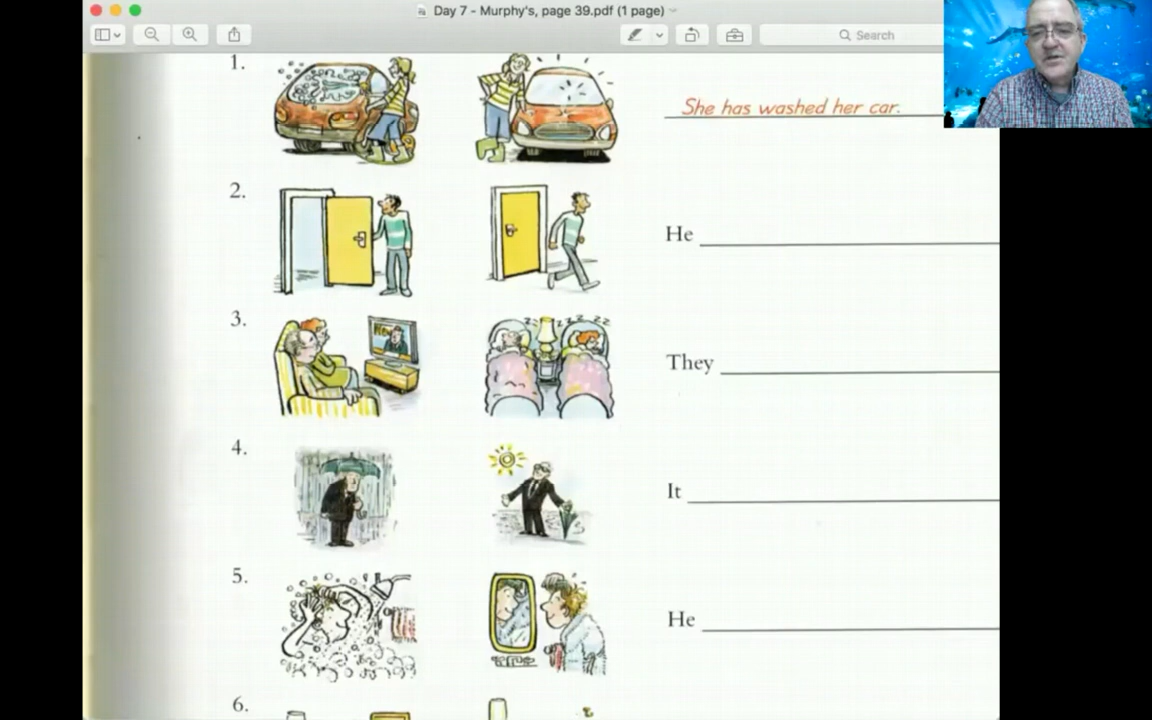 Day 7 - Murphy's, page 39.pdf (1 page)
Search
1.
She has washed her car.
2.
He
3.
They
zzzz
4.
It
5.
He
6.